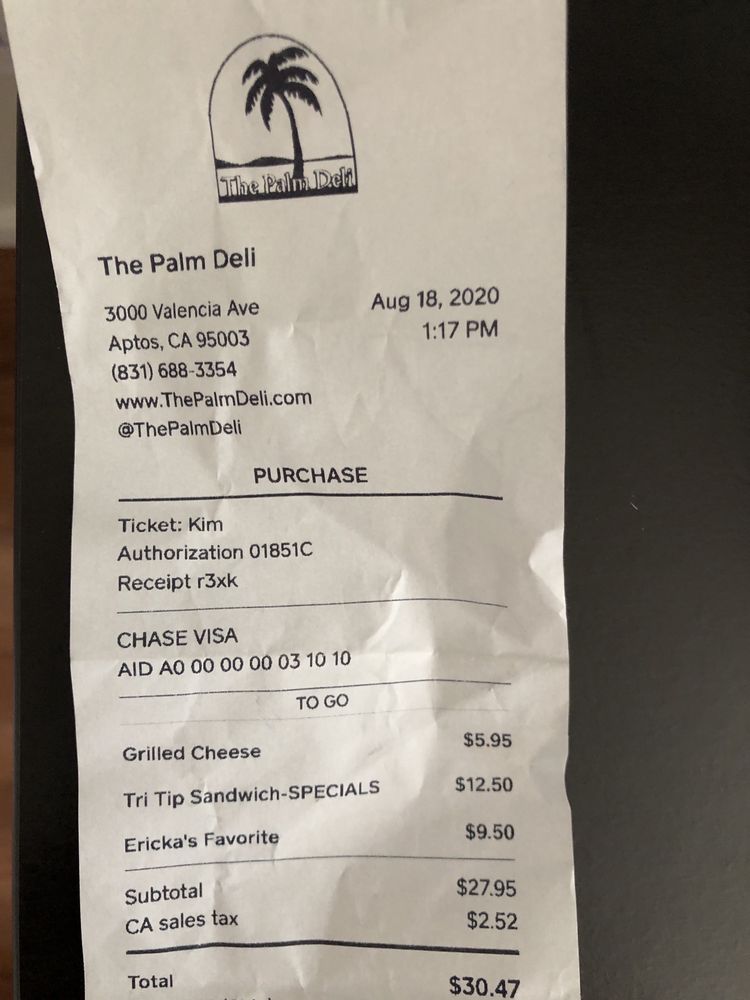 The Palm Deli
The Palm Deli
3000 Valencia Ave
Aug 18, 2020
Aptos, CA 95003
1:17 PM
(831) 688-3354
www.ThePalmDeli.com
@ThePalmDeli
PURCHASE
Ticket: Kim
Authorization 01851C
Receipt r3xk
CHASE VISA
AID A0 00 00 00 03 10 10
TO GO
Grilled Cheese $5.95
Tri Tip Sandwich-SPECIALS $12.50
Ericka's Favorite $9.50
Subtotal $27.95
CA sales tax $2.52
Total $30.47